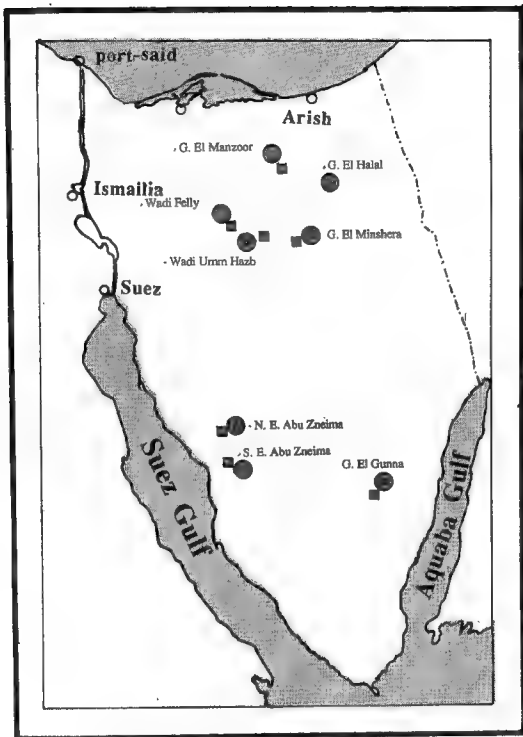 port-said
Arish
G. El Manzoor
G. El Halal
Ismailia
Wadi Felly
G. El Minshera
Wadi Umm Hazb
Suez
N. E. Abu Zneima
S. E. Abu Zneima
G. El Gunna
Suez Gulf
Aquaba Gulf